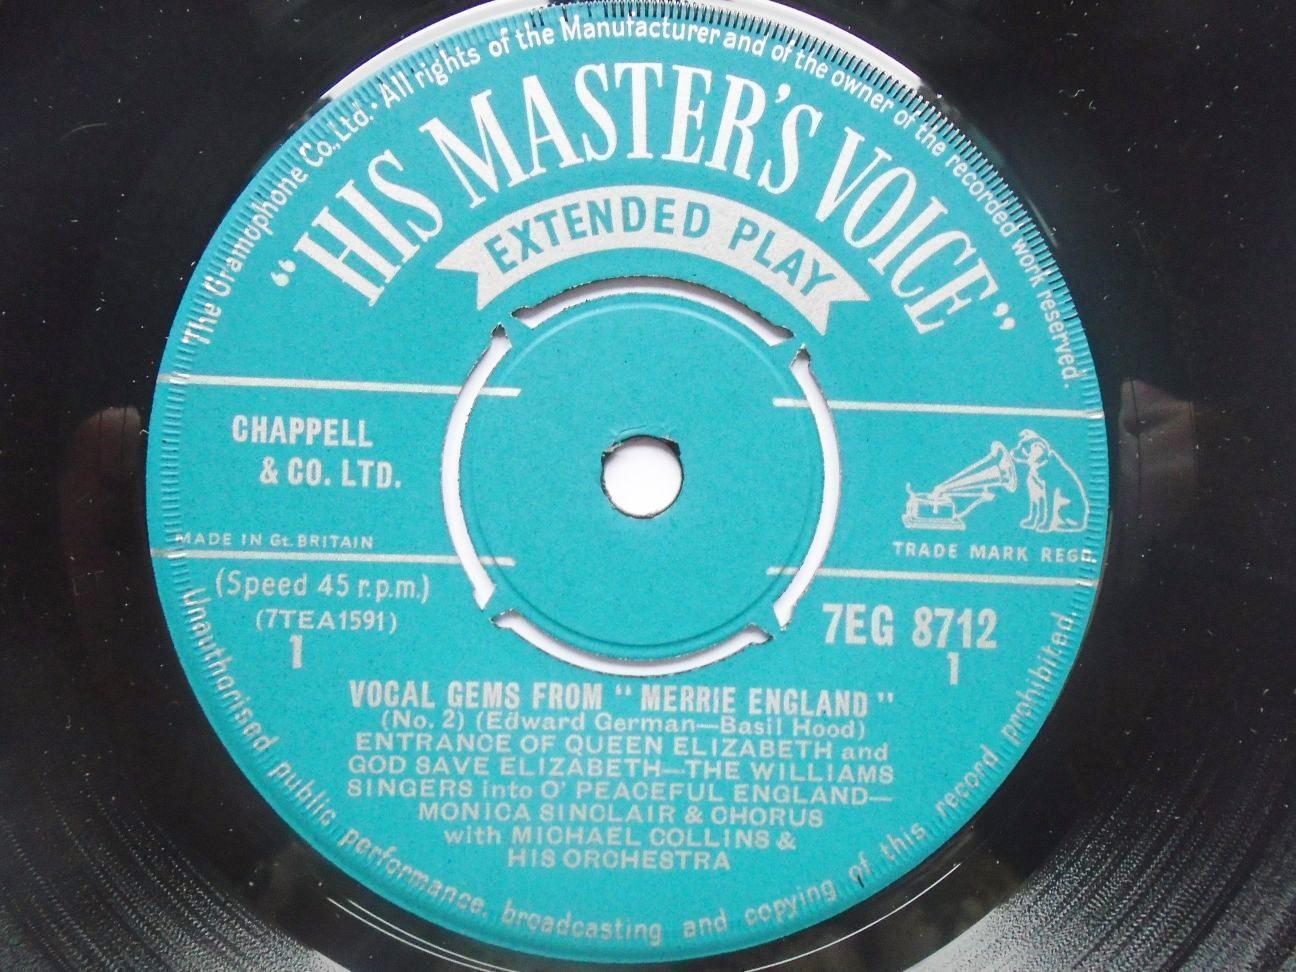 The Gramophone Co. Ltd. · All rights of the Manufacturer and of the owner of the recorded work reserved.
"HIS MASTER'S VOICE"
EXTENDED PLAY
CHAPPELL
& CO. LTD.
MADE IN Gt. BRITAIN
TRADE MARK REGD.
(Speed 45 r.p.m.)
(7TEA1591)
1
7EG 8712
1
VOCAL GEMS FROM "MERRIE ENGLAND"
(No. 2) (Edward German—Basil Hood)
ENTRANCE OF QUEEN ELIZABETH and
GOD SAVE ELIZABETH—THE WILLIAMS
SINGERS into O' PEACEFUL ENGLAND—
MONICA SINCLAIR & CHORUS
with MICHAEL COLLINS &
HIS ORCHESTRA
Unauthorised public performance, broadcasting and copying of this record prohibited.